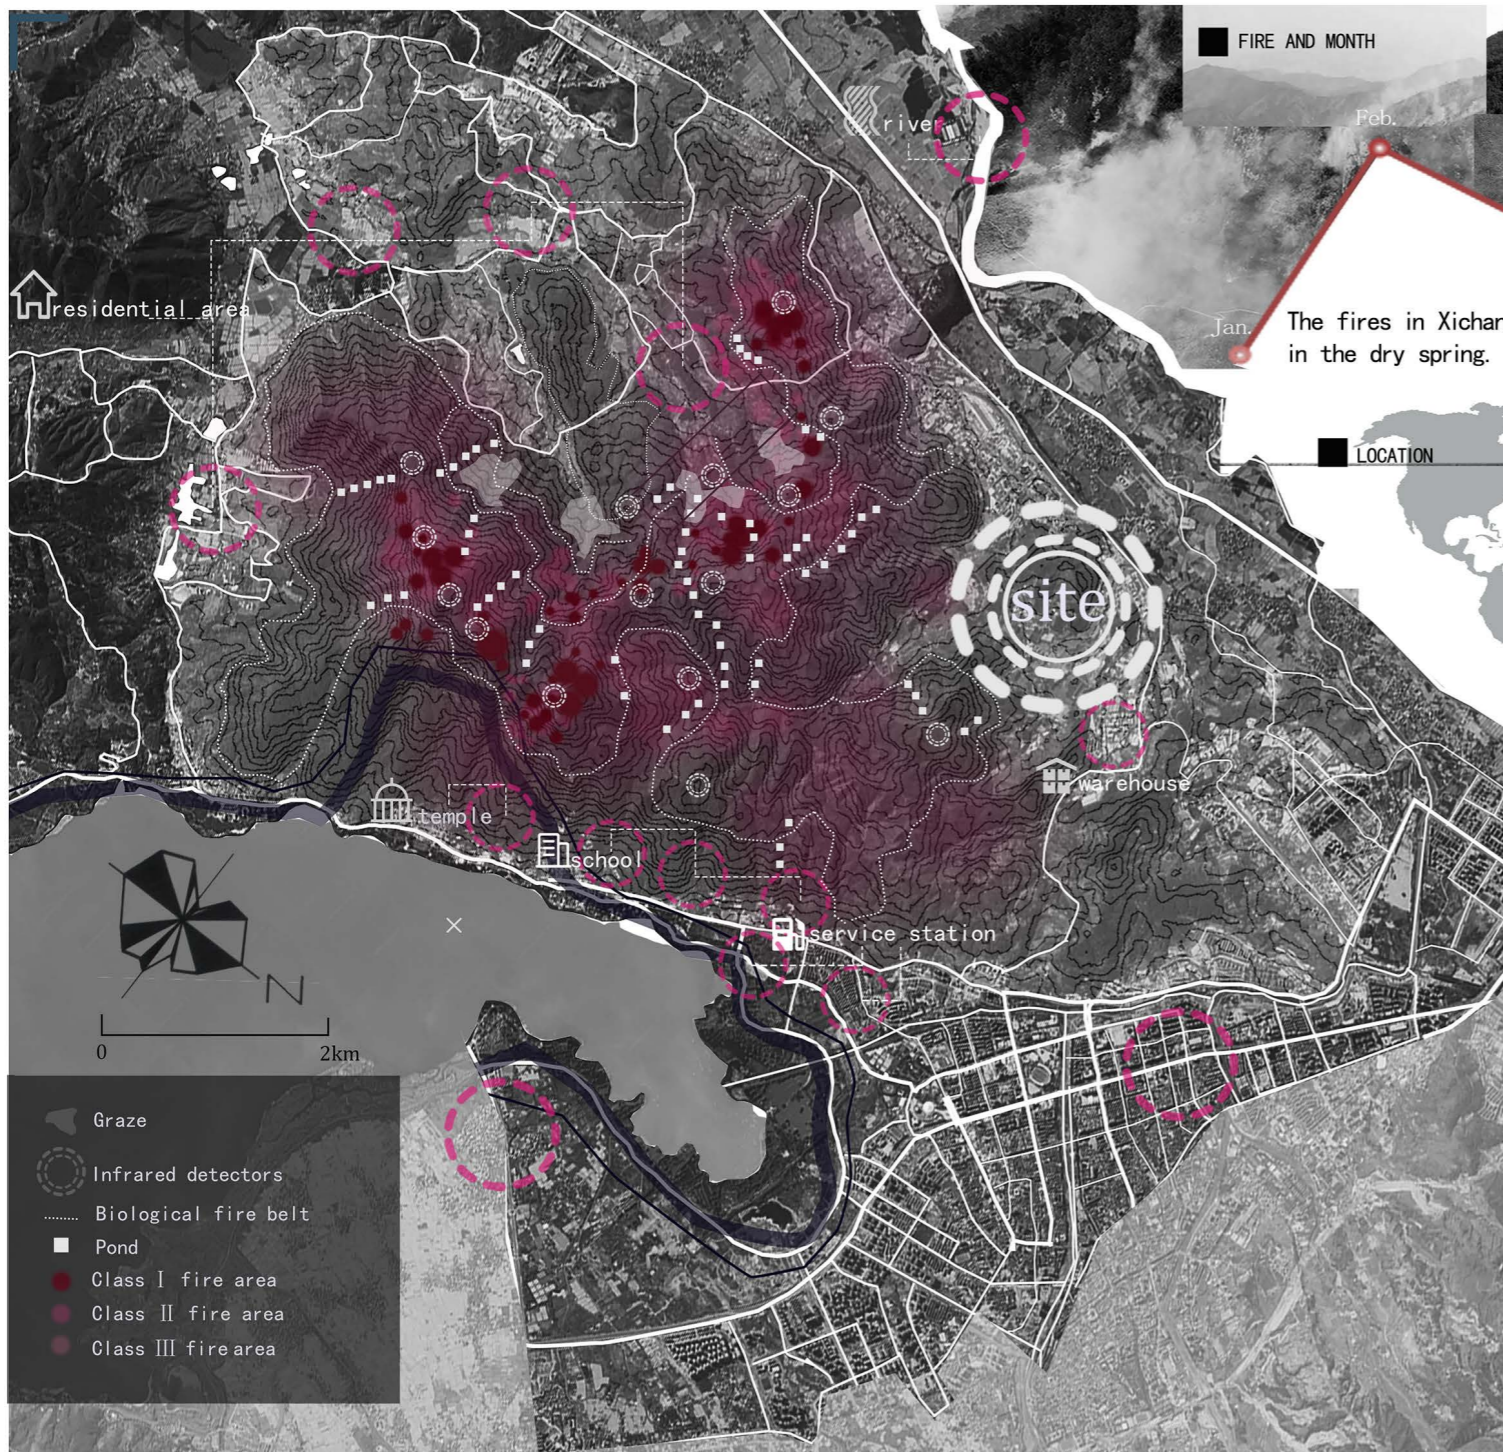 FIRE AND MONTH
Feb.
river
residential area
Jan.
The fires in Xichar
in the dry spring.
LOCATION
site
warehouse
temple
school
service station
N
0
2km
Graze
Infrared detectors
Biological fire belt
Pond
Class Ⅰ fire area
Class Ⅱ fire area
Class Ⅲ fire area